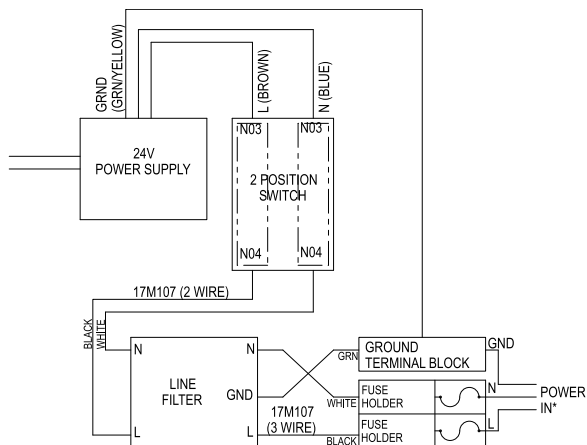 GRND
(GRN/YELLOW)
L (BROWN)
N (BLUE)
24V
POWER SUPPLY
N03
N03
2 POSITION
SWITCH
N04
N04
17M107 (2 WIRE)
BLACK
WHITE
N
N
LINE
FILTER
GND
L
L
17M107
(3 WIRE)
GRN
WHITE
BLACK
GROUND
TERMINAL BLOCK
GND
FUSE
HOLDER
N
FUSE
HOLDER
L
POWER
IN*